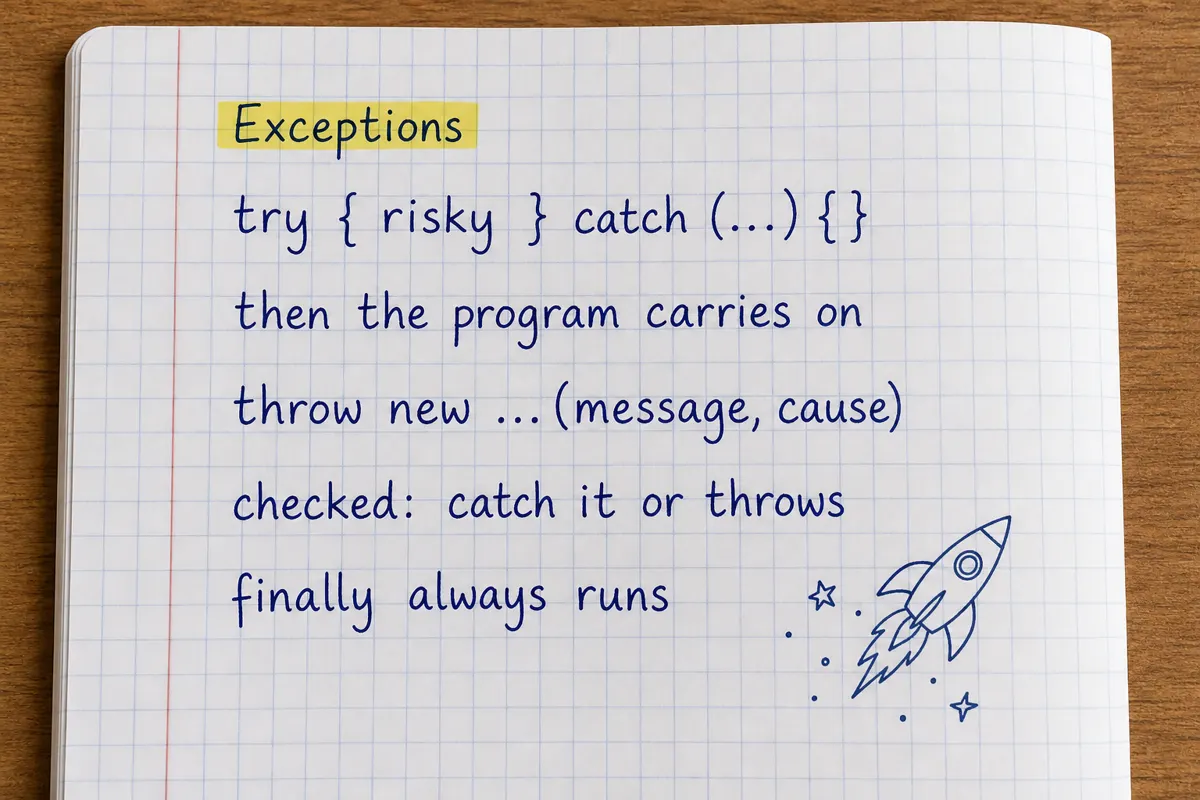 Exceptions
try { risky } catch (...) {}
then the program carries on
throw new ... (message, cause)
checked: catch it or throws
finally always runs